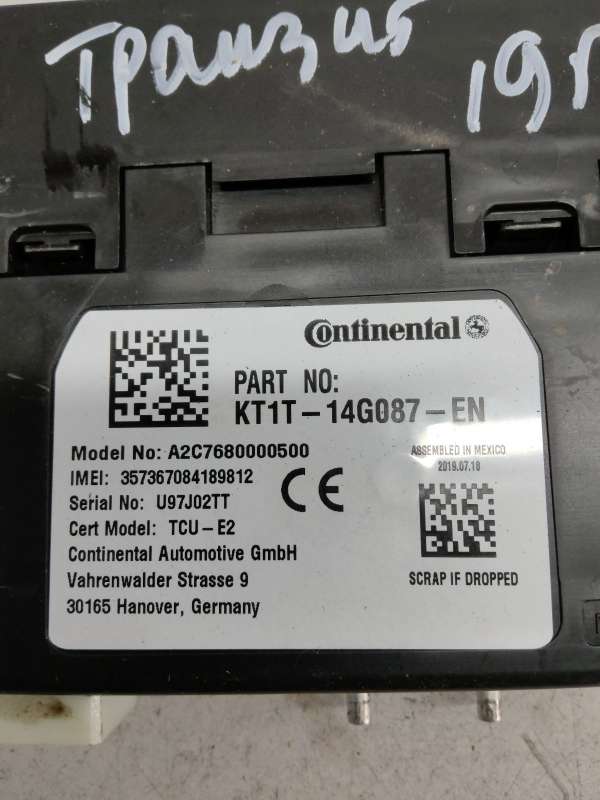 Транзит 19г
Continental
PART NO:
KT1T-14G087-EN
Model No: A2C7680000500
IMEI: 357367084189812
Serial No: U97J02TT
Cert Model: TCU-E2
Continental Automotive GmbH
Vahrenwalder Strasse 9
30165 Hanover, Germany
CE
ASSEMBLED IN MEXICO
2019.07.18
SCRAP IF DROPPED